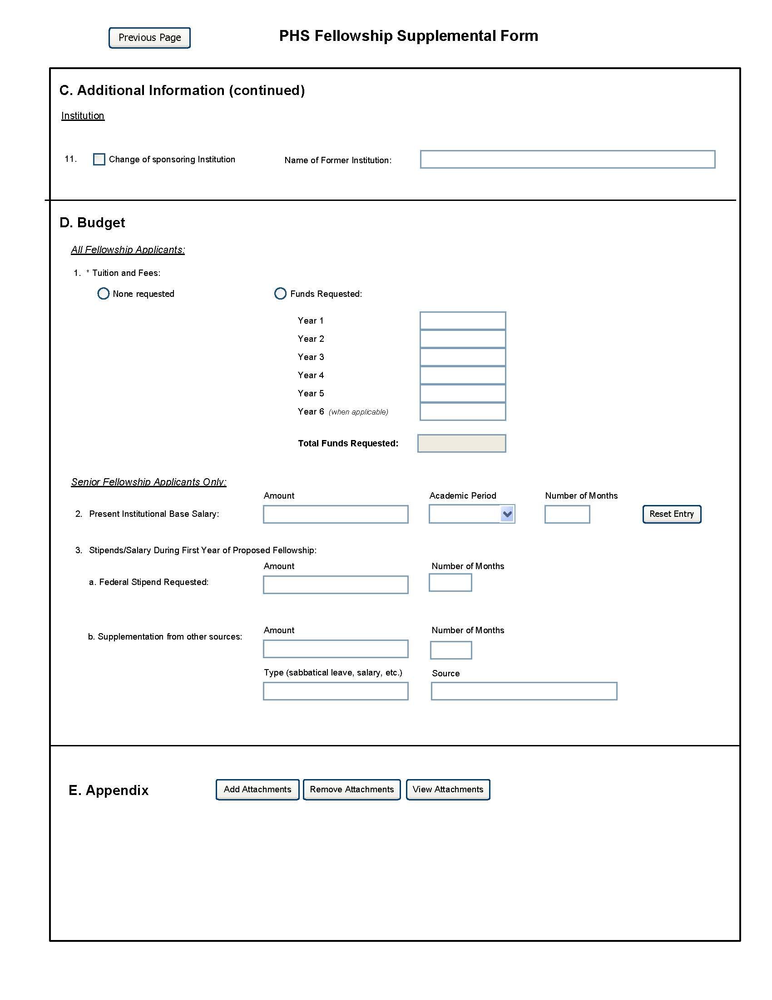 Previous Page
PHS Fellowship Supplemental Form
C. Additional Information (continued)
Institution
11. Change of sponsoring Institution Name of Former Institution:
D. Budget
All Fellowship Applicants:
1. * Tuition and Fees:
None requested Funds Requested:
Year 1
Year 2
Year 3
Year 4
Year 5
Year 6 (when applicable)
Total Funds Requested:
Senior Fellowship Applicants Only:
Amount Academic Period Number of Months
2. Present Institutional Base Salary: Reset Entry
3. Stipends/Salary During First Year of Proposed Fellowship:
Amount Number of Months
a. Federal Stipend Requested:
Amount Number of Months
b. Supplementation from other sources:
Type (sabbatical leave, salary, etc.) Source
E. Appendix Add Attachments Remove Attachments View Attachments